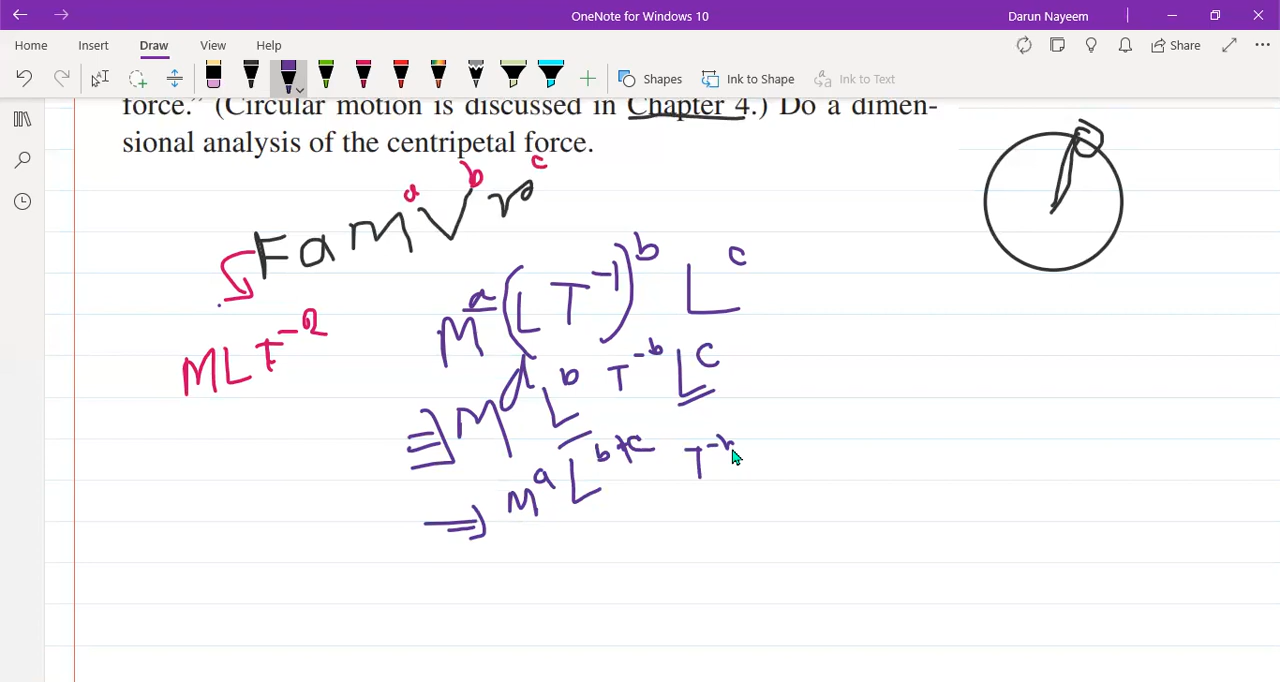 OneNote for Windows 10
Darun Nayeem
Home Insert Draw View Help
Share
Shapes
Ink to Shape
Ink to Text
force.” (Circular motion is discussed in Chapter 4.) Do a dimen-
sional analysis of the centripetal force.
F α m^a v^b r^c
MLT^-2
M^a (L T^-1)^b L^c
⇒ M^a L^b T^-b L^c
⇒ M^a L^b+c T^-b